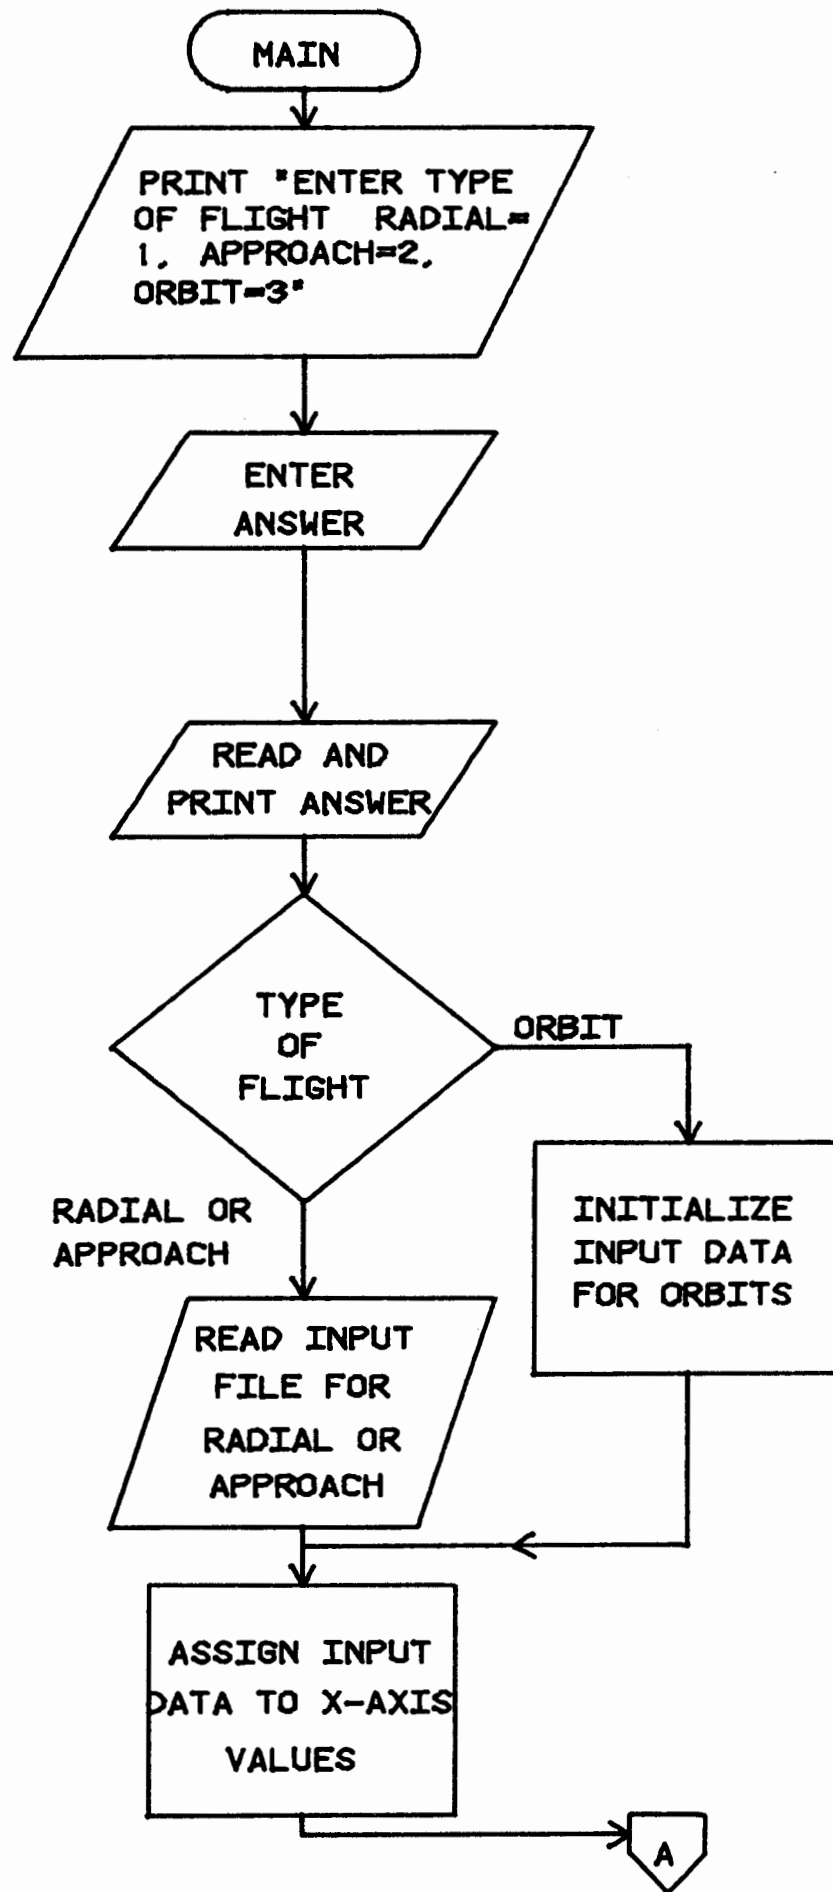 MAIN
PRINT "ENTER TYPE
OF FLIGHT RADIAL=
1, APPROACH=2,
ORBIT=3"
ENTER
ANSWER
READ AND
PRINT ANSWER
TYPE
OF
FLIGHT
ORBIT
RADIAL OR
APPROACH
INITIALIZE
INPUT DATA
FOR ORBITS
READ INPUT
FILE FOR
RADIAL OR
APPROACH
ASSIGN INPUT
DATA TO X-AXIS
VALUES
A